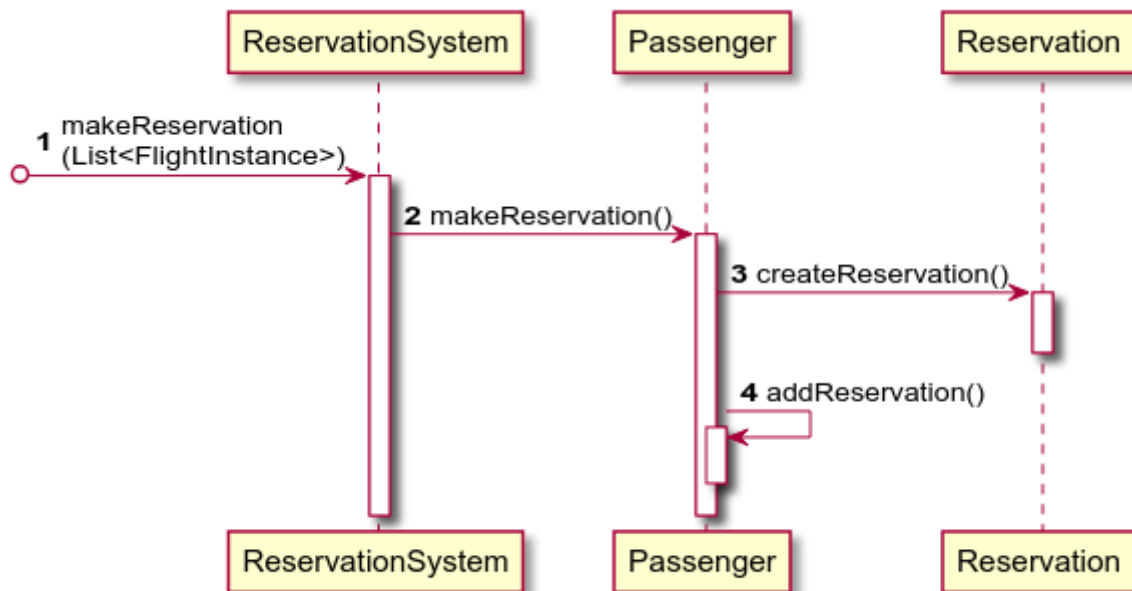 ReservationSystem
Passenger
Reservation
1 makeReservation
(List<FlightInstance>)
2 makeReservation()
3 createReservation()
4 addReservation()
ReservationSystem
Passenger
Reservation